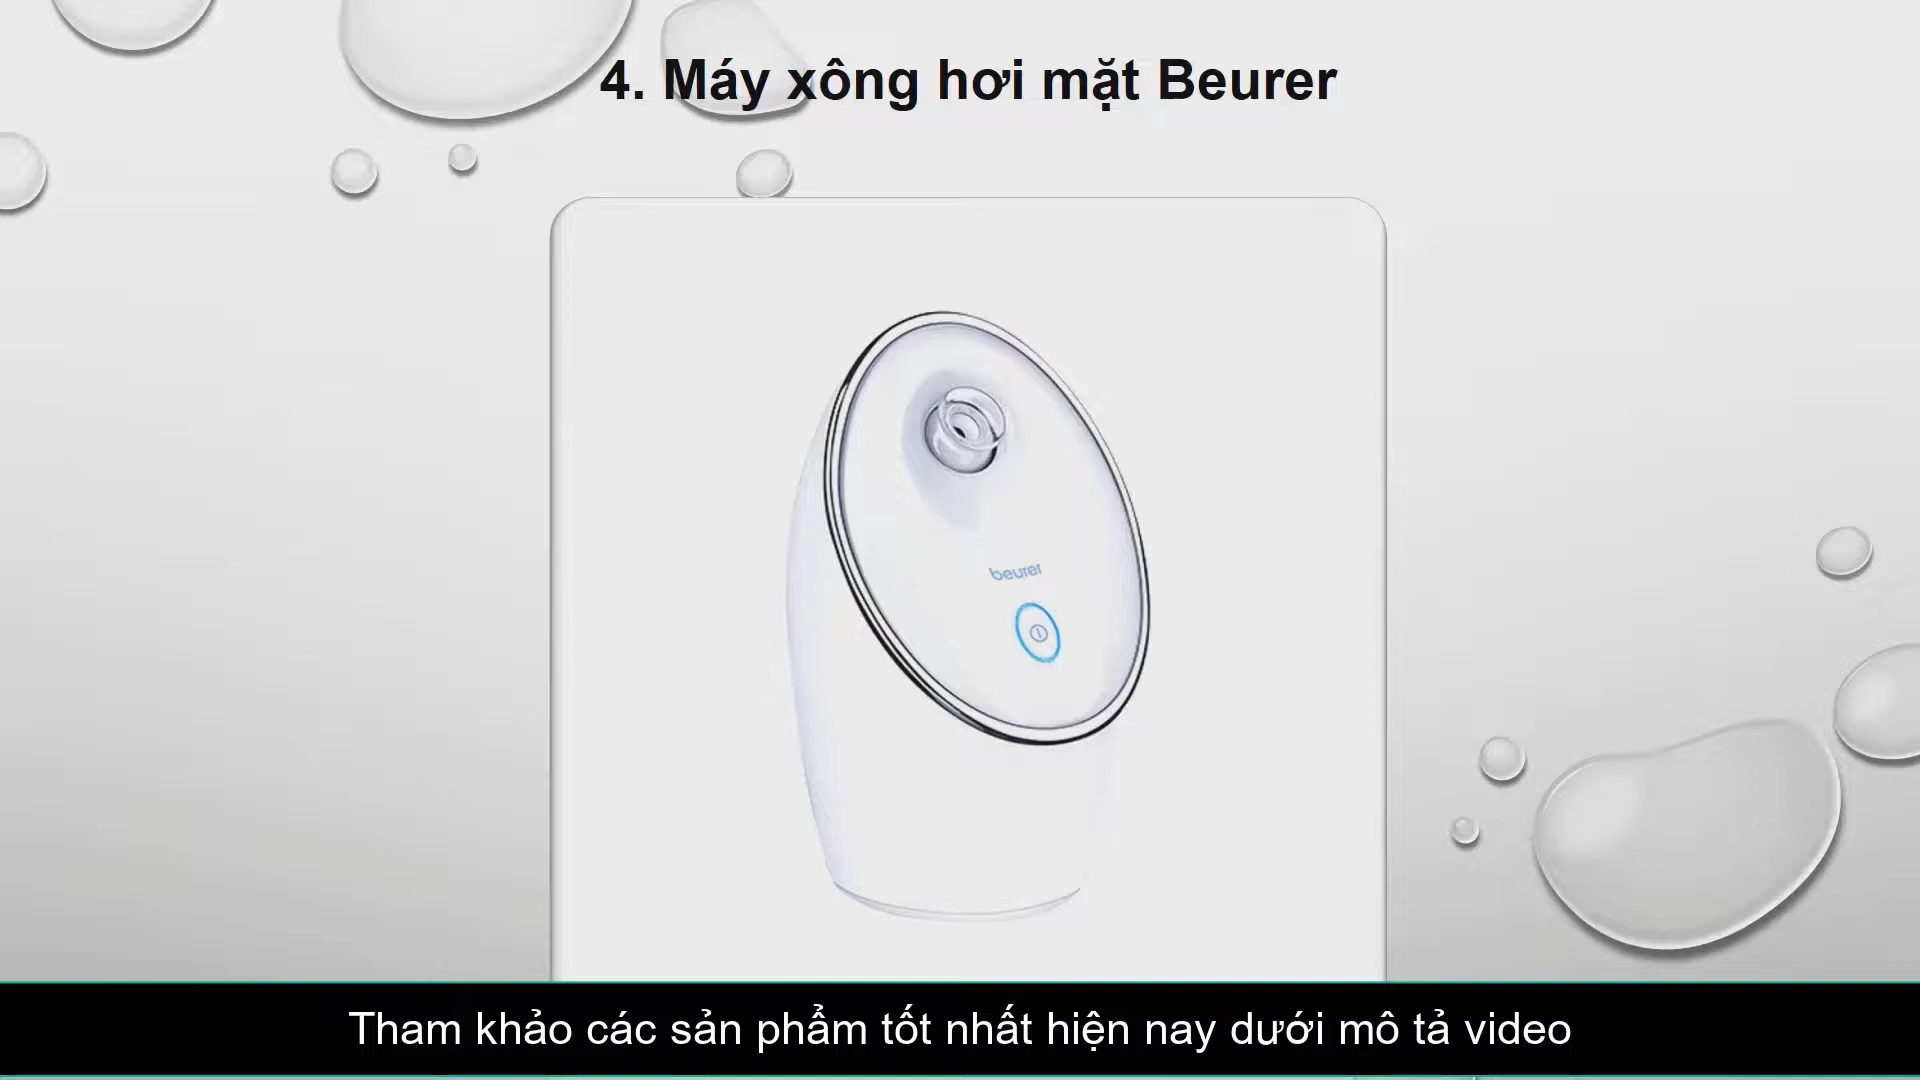 4. Máy xông hơi mặt Beurer
beurer
Tham khảo các sản phẩm tốt nhất hiện nay dưới mô tả video